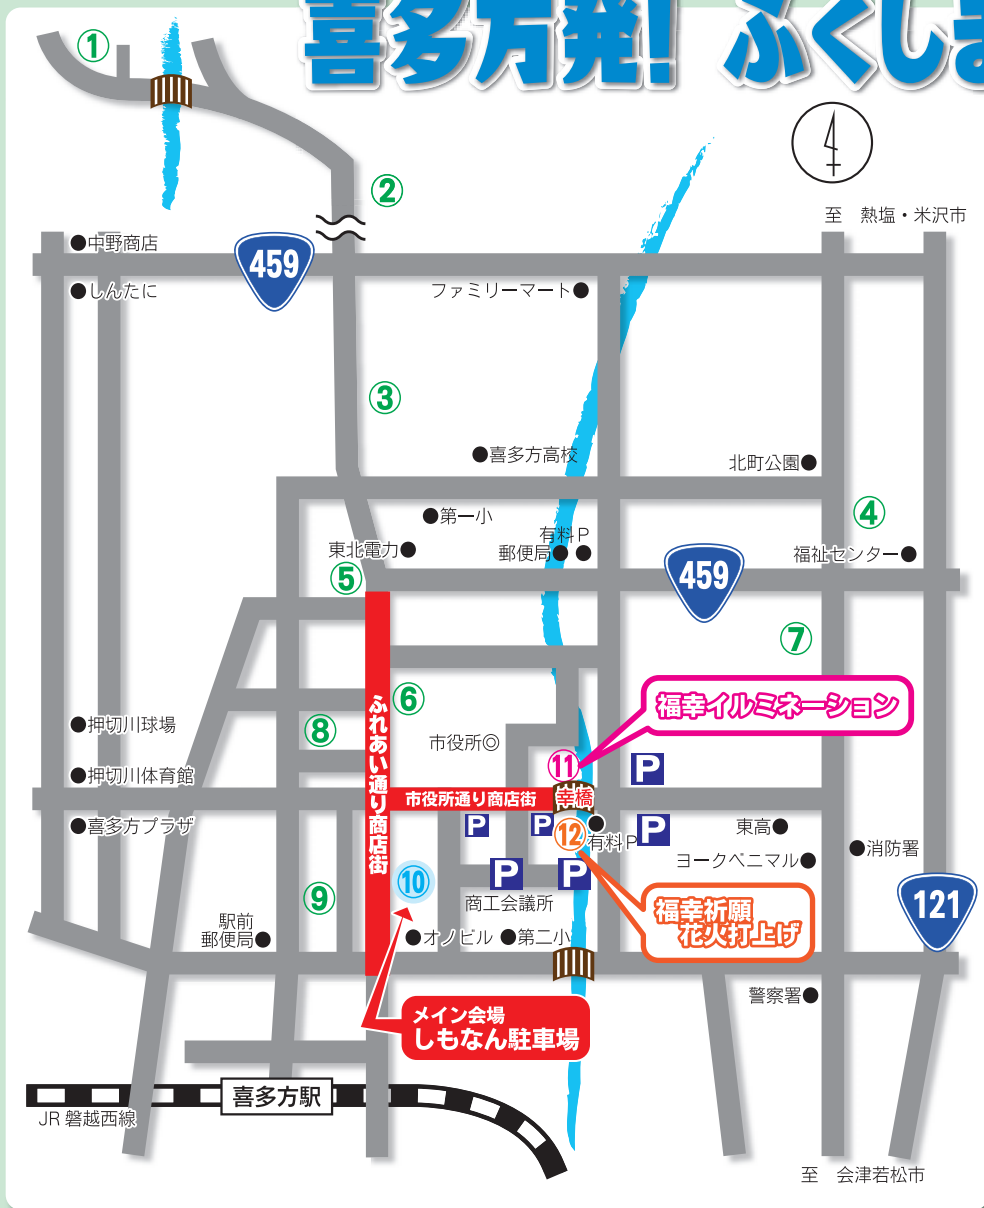 喜多方発! ふくしま
①
②
至 熱塩・米沢市
中野商店
459
しんたに
ファミリーマート
③
喜多方高校
北町公園
④
第一小
有料P
東北電力
郵便局
福祉センター
⑤
459
⑦
⑥
福幸イルミネーション
押切川球場
⑧
ふれあい通り商店街
市役所◎
⑪
P
押切川体育館
市役所通り商店街
幸橋
喜多方プラザ
P
P
⑫
有料P
P
東高
消防署
ヨークベニマル
⑨
⑩
P
P
商工会議所
121
福幸祈願
花火打上げ
駅前
郵便局
オノビル
第二小
警察署
メイン会場
しもなん駐車場
喜多方駅
JR 磐越西線
至 会津若松市